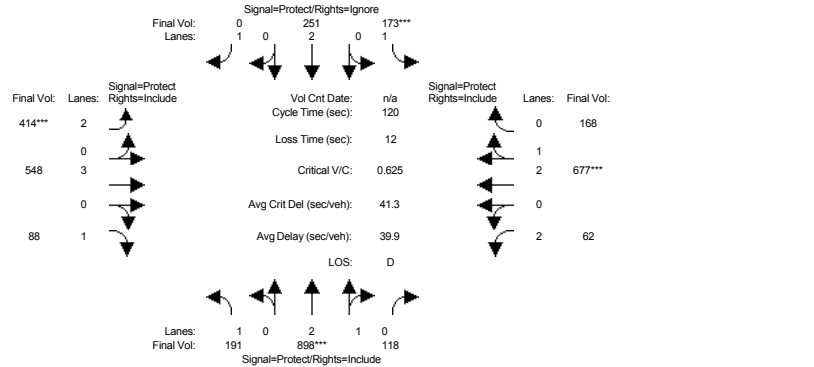 Signal=Protect/Rights=Ignore
Final Vol: 0 251 173***
Lanes: 1 0 2 0 1
Signal=Protect
Final Vol: Lanes: Rights=Include
Vol Cnt Date: n/a
Signal=Protect
Rights=Include Lanes: Final Vol:
Cycle Time (sec): 120
414*** 2
0 168
Loss Time (sec): 12
0
1
548 3
Critical V/C: 0.625
2 677***
0
Avg Crit Del (sec/veh): 41.3
0
88 1
Avg Delay (sec/veh): 39.9
2 62
LOS: D
Lanes: 1 0 2 1 0
Final Vol: 191 898*** 118
Signal=Protect/Rights=Include